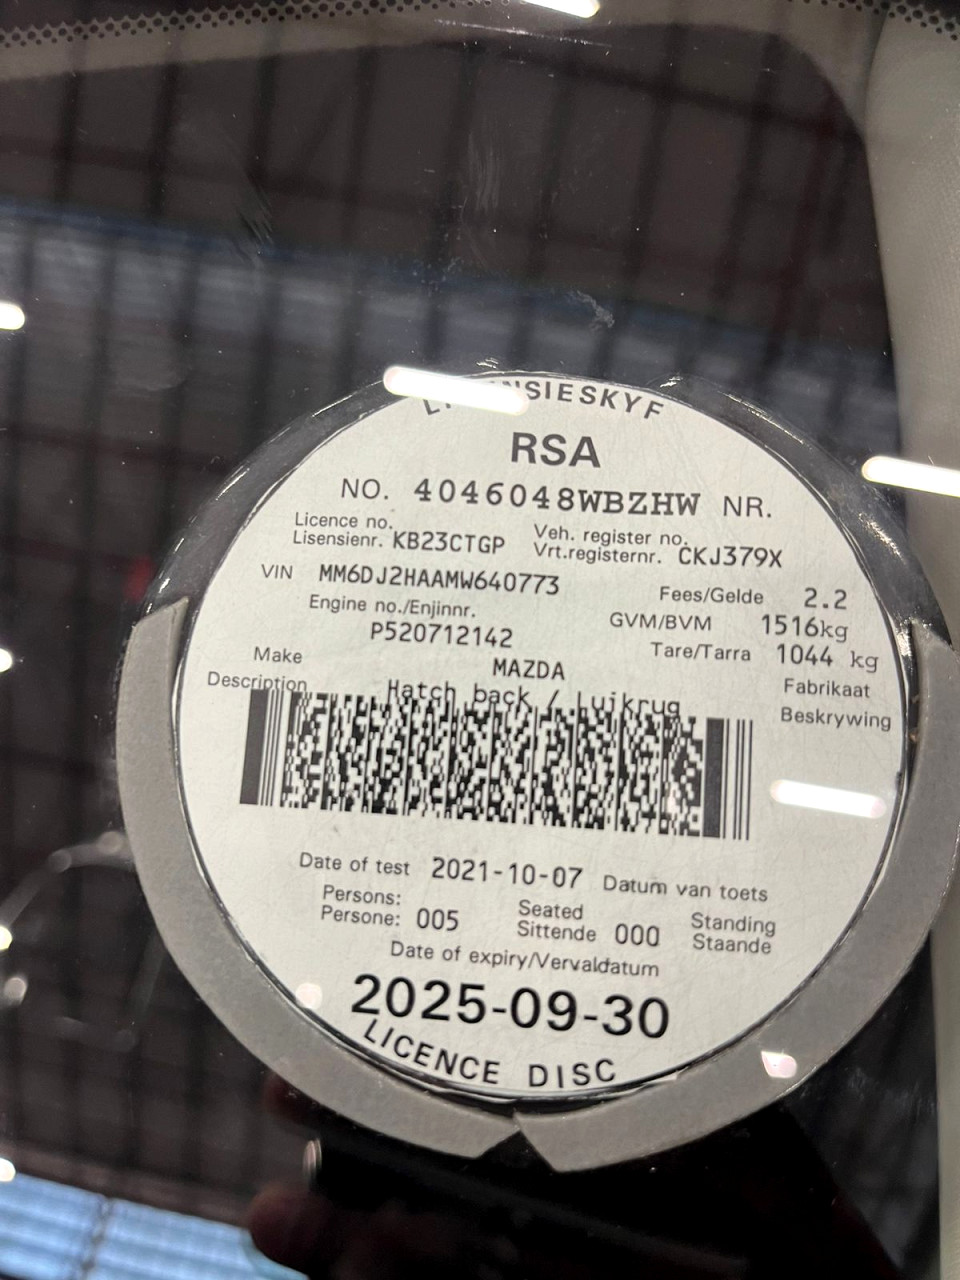 RSA
NO. 4046048WBZHW NR.
Licence no. Veh. register no.
Lisensienr. KB23CTGP Vrt.registernr. CKJ379X
VIN MM6DJ2HAAMW640773 Fees/Gelde 2.2
Engine no./Enjinnr. GVM/BVM 1516kg
P520712142 Tare/Tarra 1044 kg
Make MAZDA Fabrikaat
Description Hatch back / Luikrug Beskrywing
Date of test 2021-10-07 Datum van toets
Persons: Seated Standing
Persone: 005 Sittende 000 Staande
Date of expiry/Vervaldatum
2025-09-30
LICENCE DISC